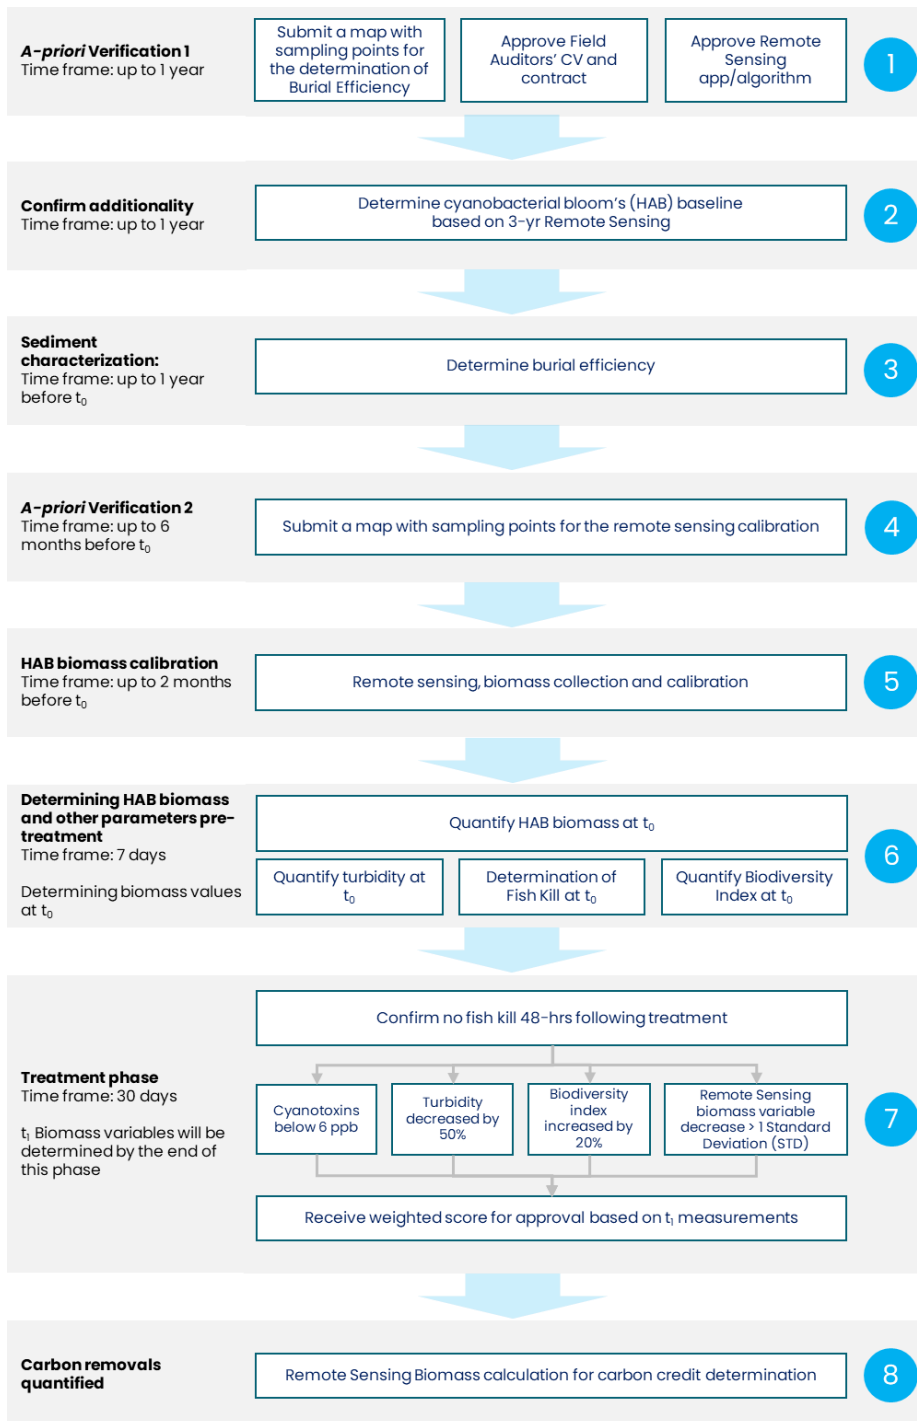 A-priori Verification 1
Time frame: up to 1 year
Submit a map with
sampling points for
the determination of
Burial Efficiency
Approve Field
Auditors' CV and
contract
Approve Remote
Sensing
app/algorithm
1
Confirm additionality
Time frame: up to 1 year
Determine cyanobacterial bloom's (HAB) baseline
based on 3-yr Remote Sensing
2
Sediment
characterization:
Time frame: up to 1 year
before t₀
Determine burial efficiency
3
A-priori Verification 2
Time frame: up to 6
months before t₀
Submit a map with sampling points for the remote sensing calibration
4
HAB biomass calibration
Time frame: up to 2 months
before t₀
Remote sensing, biomass collection and calibration
5
Determining HAB biomass
and other parameters pre-
treatment
Time frame: 7 days
Determining biomass values
at t₀
Quantify HAB biomass at t₀
Quantify turbidity at
t₀
Determination of
Fish Kill at t₀
Quantify Biodiversity
Index at t₀
6
Treatment phase
Time frame: 30 days
t₁ Biomass variables will be
determined by the end of
this phase
Confirm no fish kill 48-hrs following treatment
Cyanotoxins
below 6 ppb
Turbidity
decreased by
50%
Biodiversity
index
increased by
20%
Remote Sensing
biomass variable
decrease > 1 Standard
Deviation (STD)
Receive weighted score for approval based on t₁ measurements
7
Carbon removals
quantified
Remote Sensing Biomass calculation for carbon credit determination
8